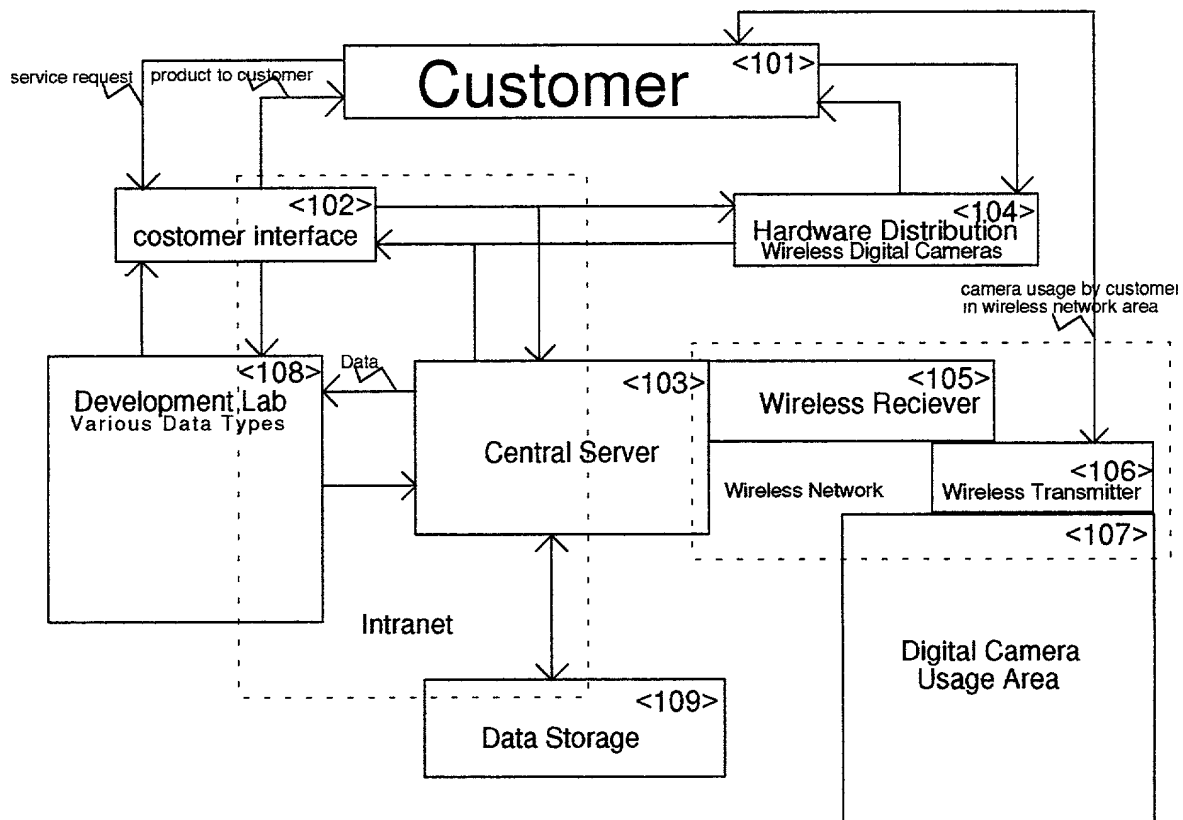 <101>
Customer
service request
product to customer
<102>
costomer interface
<104>
Hardware Distribution
Wireless Digital Cameras
camera usage by customer
in wireless network area
<108>
Development Lab
Various Data Types
Data
<103>
Central Server
<105>
Wireless Reciever
<106>
Wireless Transmitter
Wireless Network
<107>
Digital Camera
Usage Area
Intranet
<109>
Data Storage